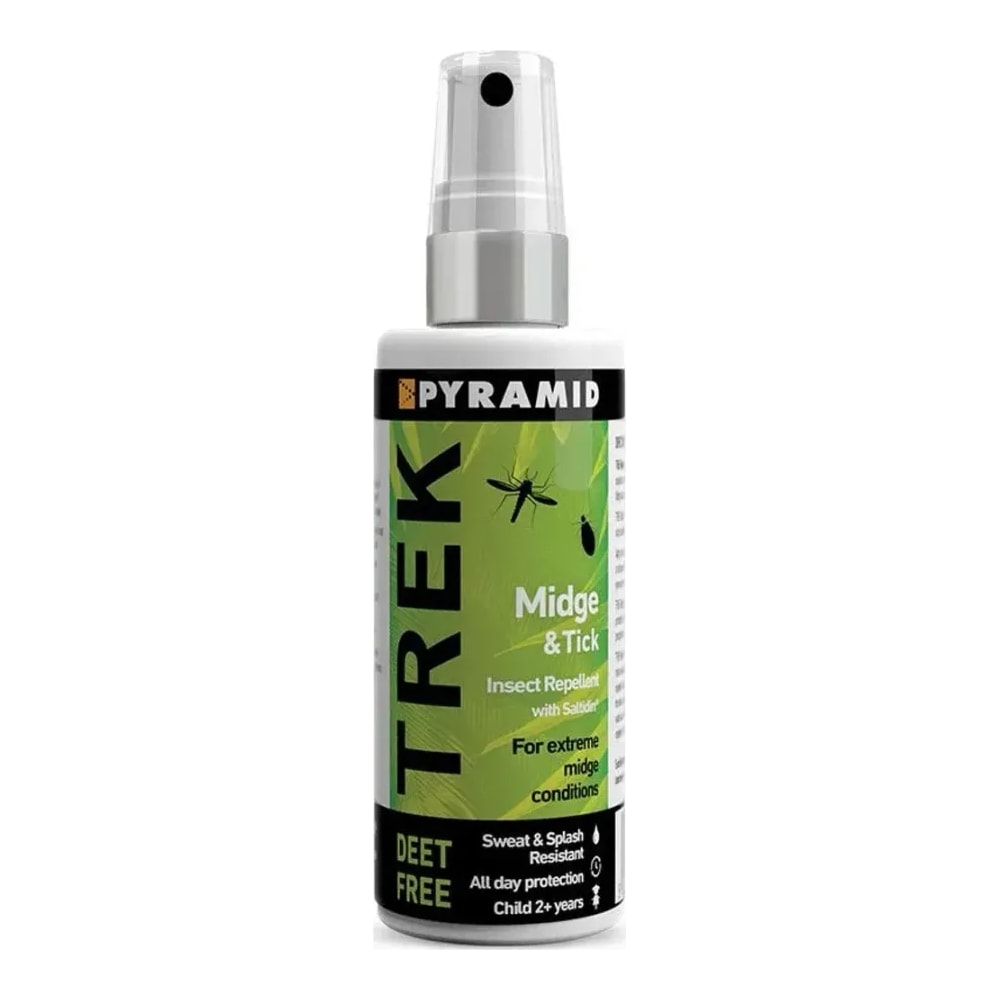 PYRAMID
TREK
Midge
& Tick
Insect Repellent
with Saltidin®
For extreme
midge
conditions
DEET
FREE
Sweat & Splash
Resistant
All day protection
Child 2+ years